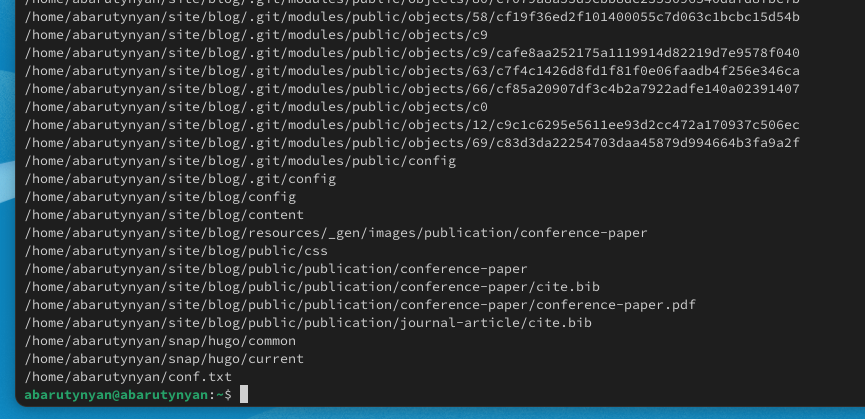 /home/abarutynyan/site/blog/.git/modules/public/objects/58/cf19f36ed2f101400055c7d063c1bcbc15d54b
/home/abarutynyan/site/blog/.git/modules/public/objects/c9
/home/abarutynyan/site/blog/.git/modules/public/objects/c9/cafe8aa252175a1119914d82219d7e9578f040
/home/abarutynyan/site/blog/.git/modules/public/objects/63/c7f4c1426d8fd1f81f0e06faadb4f256e346ca
/home/abarutynyan/site/blog/.git/modules/public/objects/66/cf85a20907df3c4b2a7922adfe140a02391407
/home/abarutynyan/site/blog/.git/modules/public/objects/c0
/home/abarutynyan/site/blog/.git/modules/public/objects/12/c9c1c6295e5611ee93d2cc472a170937c506ec
/home/abarutynyan/site/blog/.git/modules/public/objects/69/c83d3da22254703daa45879d994664b3fa9a2f
/home/abarutynyan/site/blog/.git/modules/public/config
/home/abarutynyan/site/blog/.git/config
/home/abarutynyan/site/blog/config
/home/abarutynyan/site/blog/content
/home/abarutynyan/site/blog/resources/_gen/images/publication/conference-paper
/home/abarutynyan/site/blog/public/css
/home/abarutynyan/site/blog/public/publication/conference-paper
/home/abarutynyan/site/blog/public/publication/conference-paper/cite.bib
/home/abarutynyan/site/blog/public/publication/conference-paper/conference-paper.pdf
/home/abarutynyan/site/blog/public/publication/journal-article/cite.bib
/home/abarutynyan/snap/hugo/common
/home/abarutynyan/snap/hugo/current
/home/abarutynyan/conf.txt
abarutynyan@abarutynyan:~$